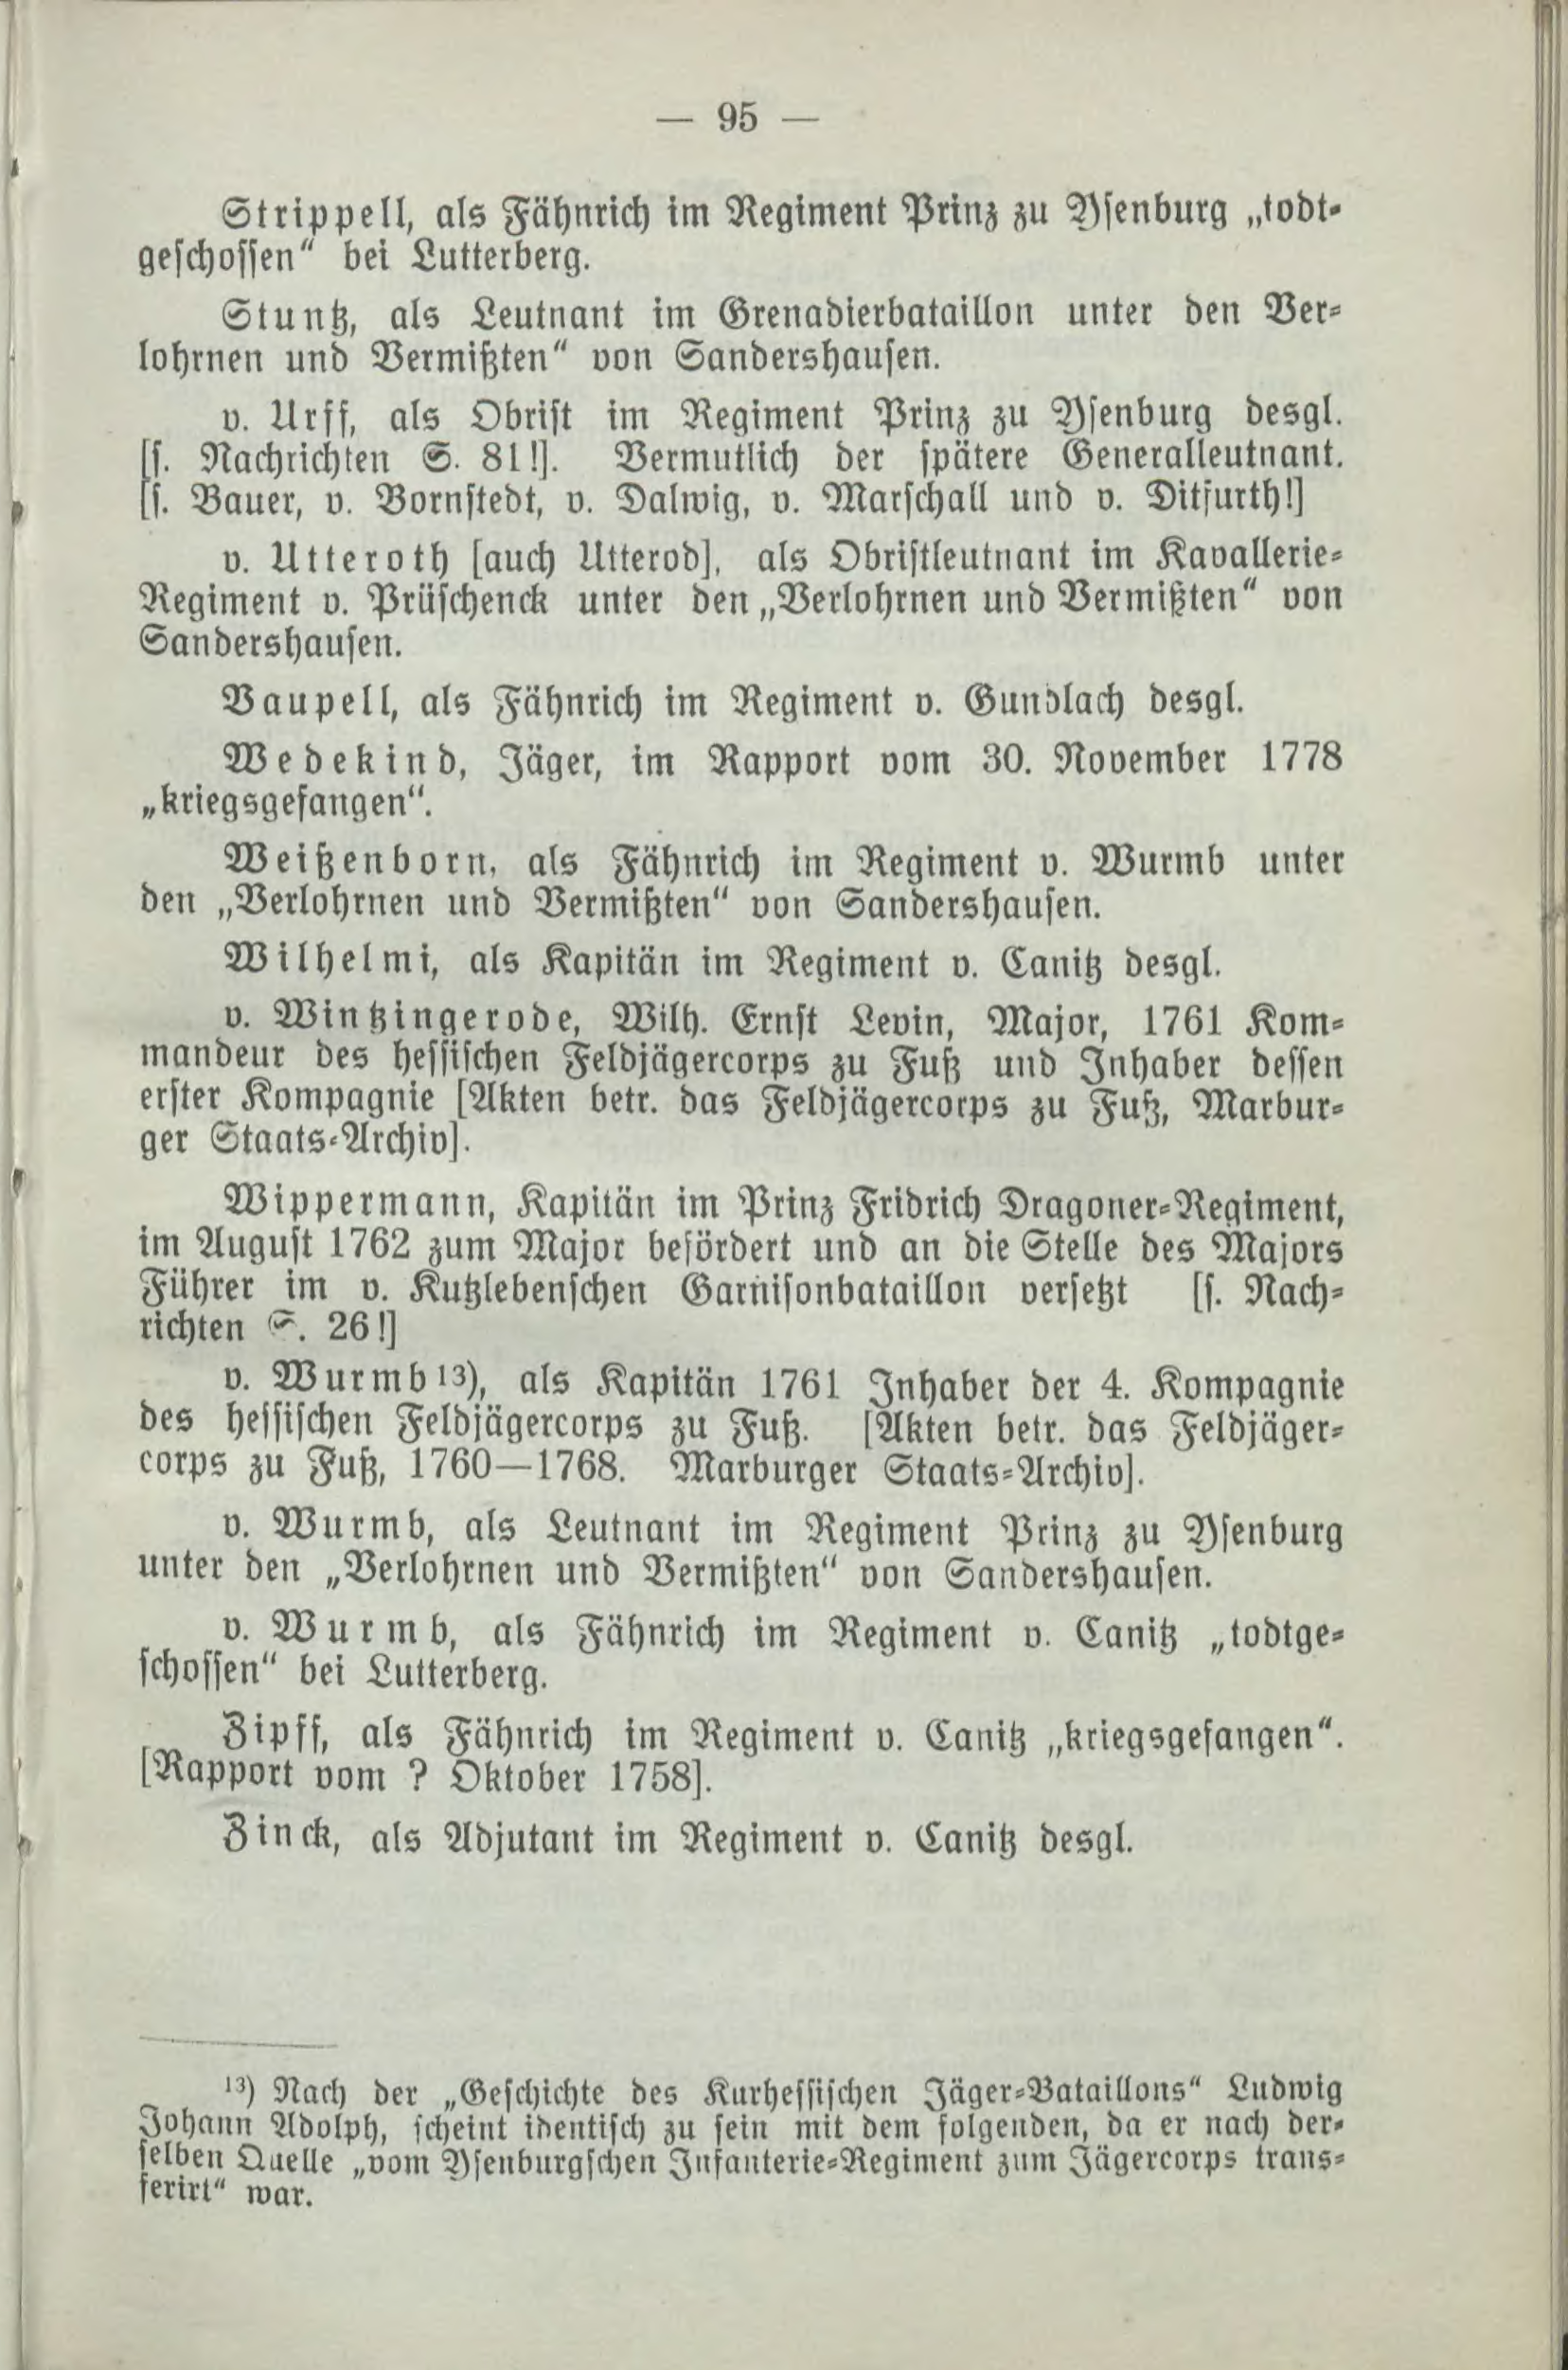 — 95 —
Strippell, als Fähnrich im Regiment Prinz zu Ysenburg „todt-
geschossen“ bei Lutterberg.
Stuntz, als Leutnant im Grenadierbataillon unter den Ver-
lohrnen und Vermißten“ von Sandershausen.
v. Urff, als Obrist im Regiment Prinz zu Ysenburg desgl.
[s. Nachrichten S. 81!]. Vermutlich der spätere Generalleutnant.
[s. Bauer, v. Bornstedt, v. Dalwig, v. Marschall und v. Ditfurth!]
v. Utteroth [auch Utterod], als Obristleutnant im Kavallerie-
Regiment v. Prüschenck unter den „Verlohrnen und Vermißten“ von
Sandershausen.
Vaupell, als Fähnrich im Regiment v. Gundlach desgl.
Wedekind, Jäger, im Rapport vom 30. November 1778
„kriegsgefangen“.
Weißenborn, als Fähnrich im Regiment v. Wurmb unter
den „Verlohrnen und Vermißten“ von Sandershausen.
Wilhelmi, als Kapitän im Regiment v. Canitz desgl.
v. Wintzingerode, Wilh. Ernst Levin, Major, 1761 Kom-
mandeur des hessischen Feldjägercorps zu Fuß und Inhaber dessen
erster Kompagnie [Akten betr. das Feldjägercorps zu Fuß, Marbur-
ger Staats-Archiv].
Wippermann, Kapitän im Prinz Fridrich Dragoner-Regiment,
im August 1762 zum Major befördert und an die Stelle des Majors
Führer im v. Kutzlebenschen Garnisonbataillon versetzt [s. Nach-
richten S. 26!]
v. Wurmb 13), als Kapitän 1761 Inhaber der 4. Kompagnie
des hessischen Feldjägercorps zu Fuß. [Akten betr. das Feldjäger-
corps zu Fuß, 1760—1768. Marburger Staats-Archiv].
v. Wurmb, als Leutnant im Regiment Prinz zu Ysenburg
unter den „Verlohrnen und Vermißten“ von Sandershausen.
v. Wurmb, als Fähnrich im Regiment v. Canitz „todtge-
schossen“ bei Lutterberg.
Zipff, als Fähnrich im Regiment v. Canitz „kriegsgefangen“.
[Rapport vom ? Oktober 1758].
Zinck, als Adjutant im Regiment v. Canitz desgl.
13) Nach der „Geschichte des Kurhessischen Jäger-Bataillons“ Ludwig
Johann Adolph, scheint identisch zu sein mit dem folgenden, da er nach der-
selben Quelle „vom Ysenburgschen Infanterie-Regiment zum Jägercorps trans-
ferirt“ war.